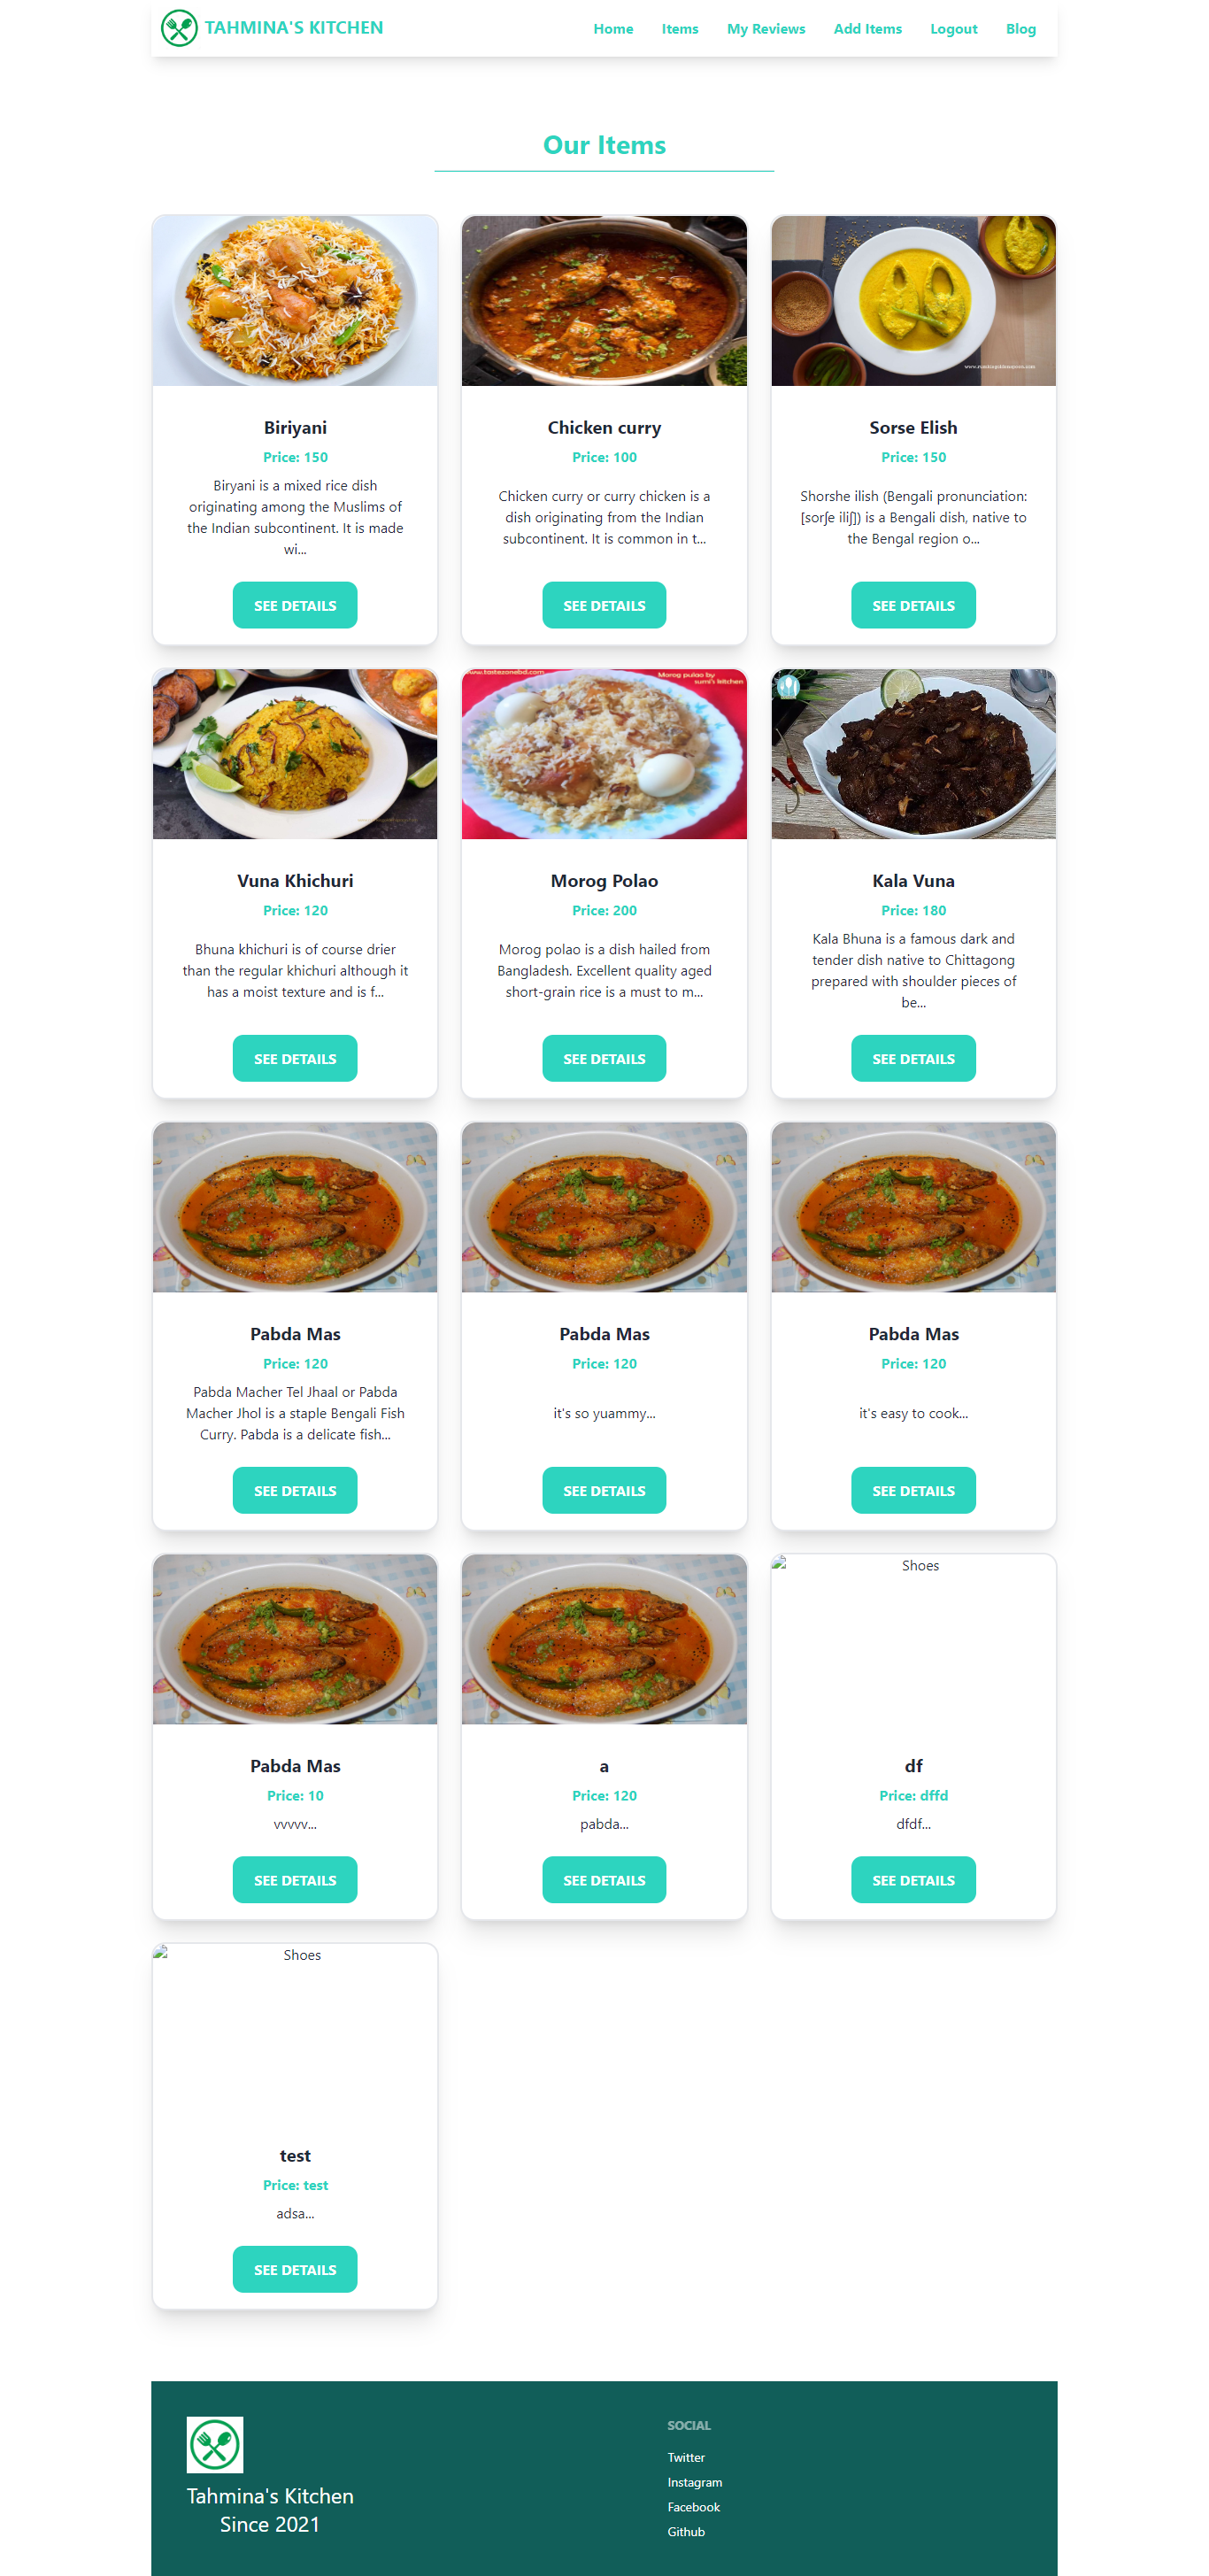 TAHMINA'S KITCHEN
Home Items My Reviews Add Items Logout Blog
Our Items
Biriyani
Price: 150
Biryani is a mixed rice dish
originating among the Muslims of
the Indian subcontinent. It is made
wi...
SEE DETAILS
Chicken curry
Price: 100
Chicken curry or curry chicken is a
dish originating from the Indian
subcontinent. It is common in t...
SEE DETAILS
Sorse Elish
Price: 150
Shorshe ilish (Bengali pronunciation:
[sorʃe iliʃ]) is a Bengali dish, native to
the Bengal region o...
SEE DETAILS
www.tastezonebd.com
Morog pulao by
sumi's kitchen
Vuna Khichuri
Price: 120
Bhuna khichuri is of course drier
than the regular khichuri although it
has a moist texture and is f...
SEE DETAILS
Morog Polao
Price: 200
Morog polao is a dish hailed from
Bangladesh. Excellent quality aged
short-grain rice is a must to m...
SEE DETAILS
Kala Vuna
Price: 180
Kala Bhuna is a famous dark and
tender dish native to Chittagong
prepared with shoulder pieces of
be...
SEE DETAILS
Pabda Mas
Price: 120
Pabda Macher Tel Jhaal or Pabda
Macher Jhol is a staple Bengali Fish
Curry. Pabda is a delicate fish...
SEE DETAILS
Pabda Mas
Price: 120
it's so yuammy...
SEE DETAILS
Pabda Mas
Price: 120
it's easy to cook...
SEE DETAILS
Pabda Mas
Price: 10
vvvvv...
SEE DETAILS
a
Price: 120
pabda...
SEE DETAILS
Shoes
df
Price: dffd
dfdf...
SEE DETAILS
Shoes
test
Price: test
adsa...
SEE DETAILS
Tahmina's Kitchen
Since 2021
SOCIAL
Twitter
Instagram
Facebook
Github